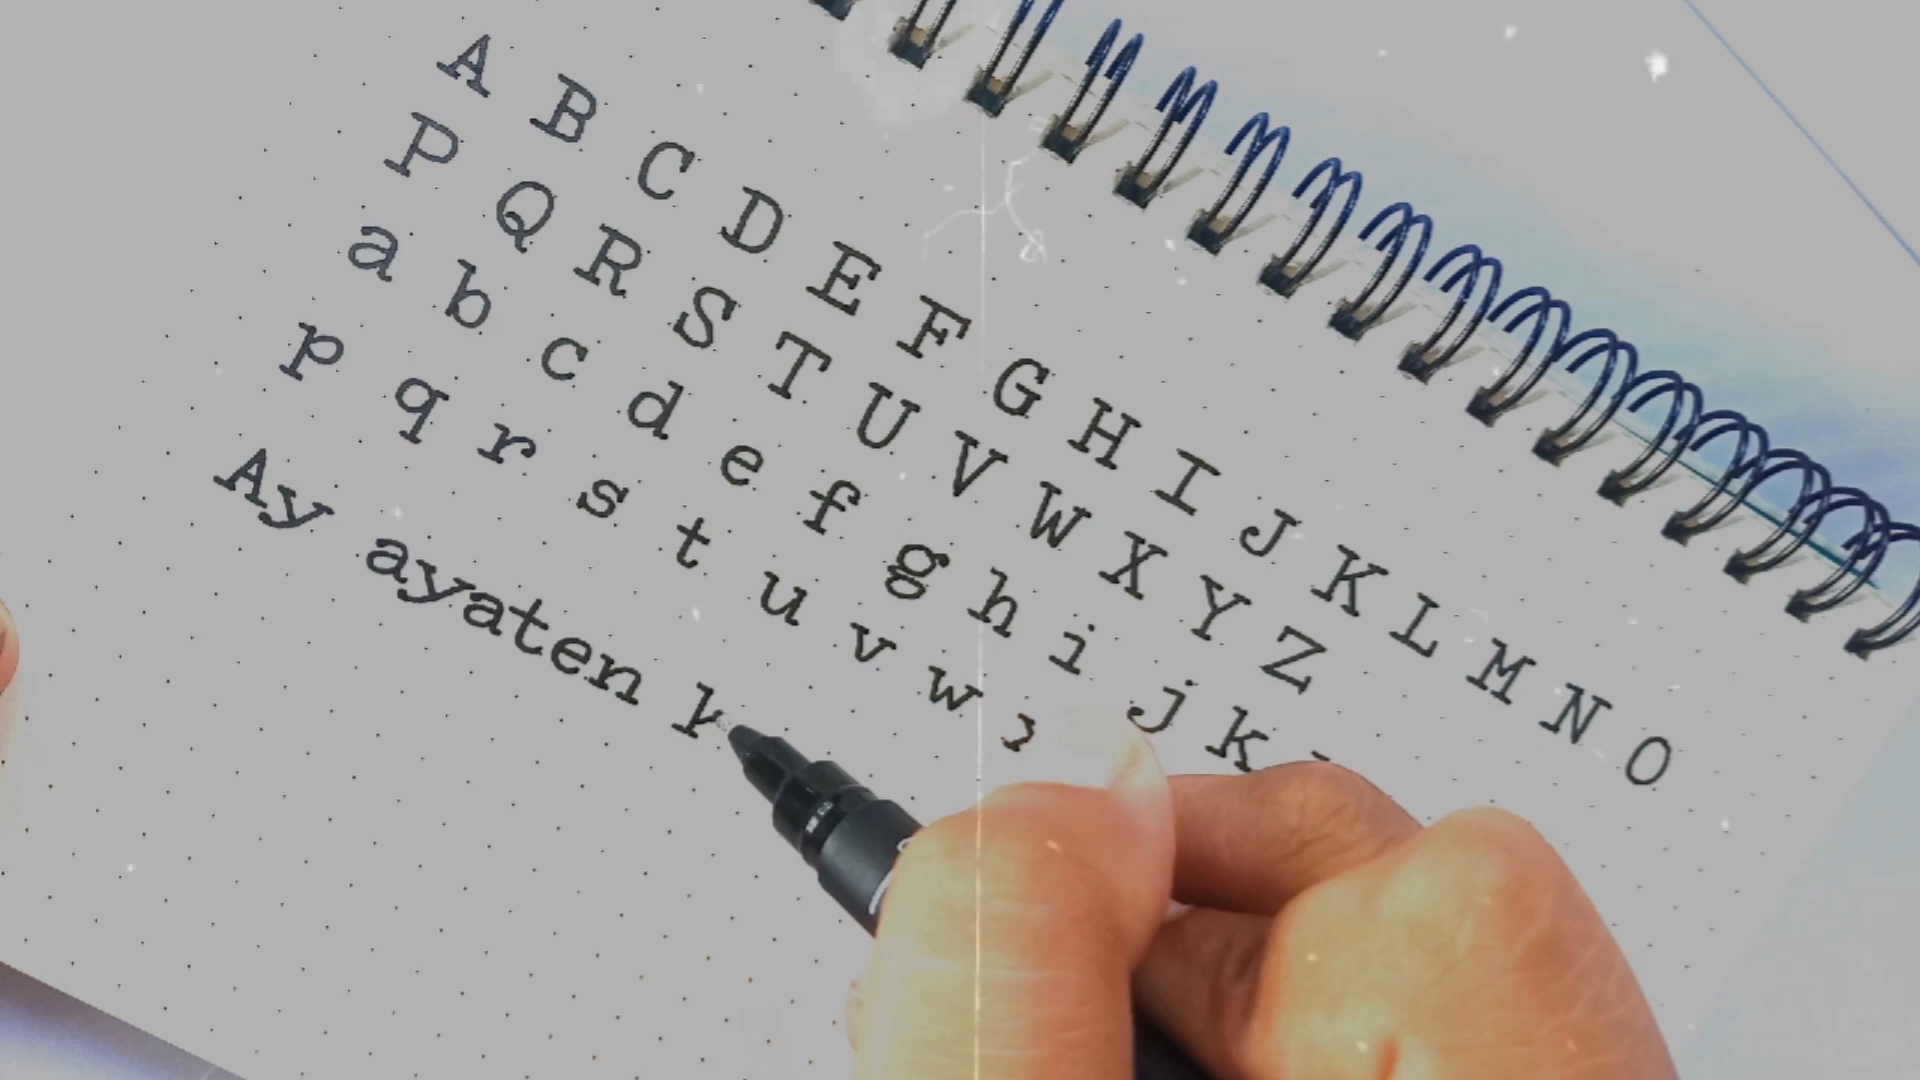 A B C D E F G H I J K L M N O
P Q R S T U V W X Y Z
a b c d e f g h i j k
p q r s t u v w
Ay ayaten k